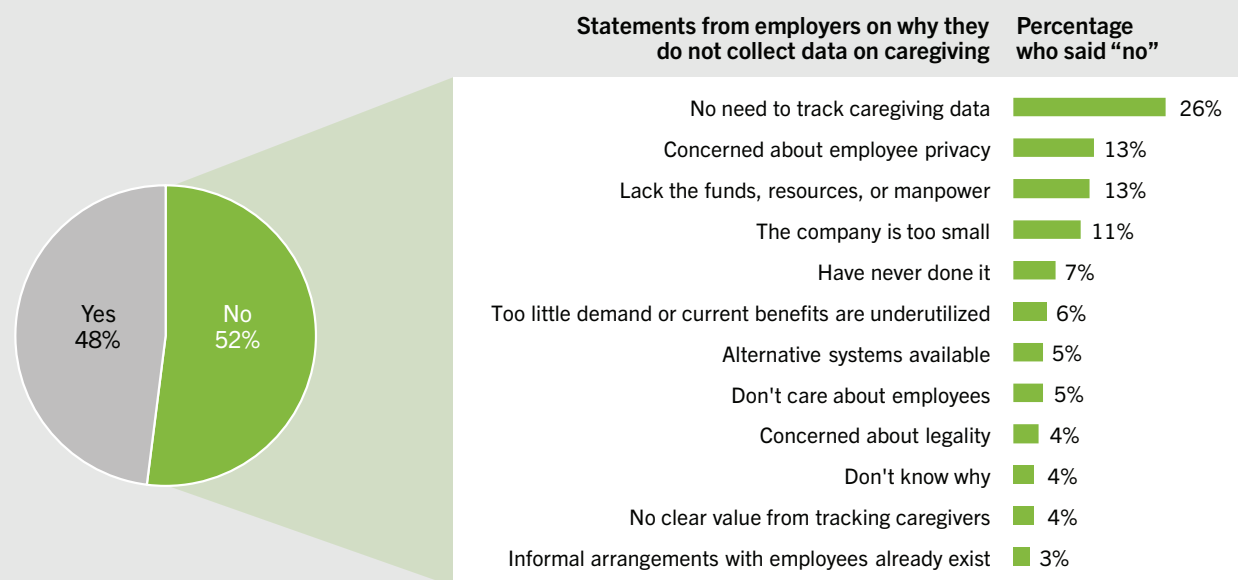 Statements from employers on why they
do not collect data on caregiving
Percentage
who said “no”
No need to track caregiving data 26%
Concerned about employee privacy 13%
Lack the funds, resources, or manpower 13%
The company is too small 11%
Have never done it 7%
Too little demand or current benefits are underutilized 6%
Alternative systems available 5%
Don't care about employees 5%
Concerned about legality 4%
Don't know why 4%
No clear value from tracking caregivers 4%
Informal arrangements with employees already exist 3%
Yes
48%
No
52%